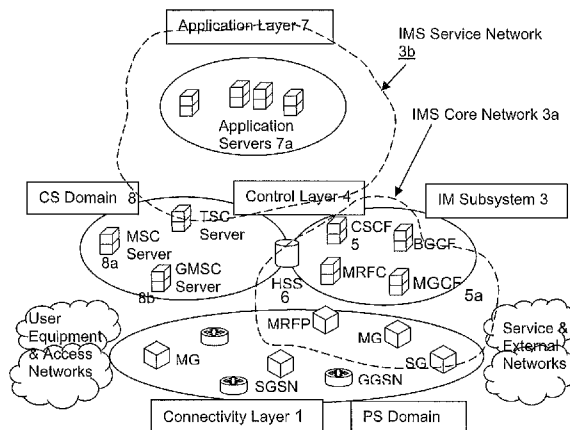 Application Layer 7
IMS Service Network
3b
IMS Core Network 3a
Application
Servers 7a
CS Domain 8
Control Layer 4
IM Subsystem 3
TSC
Server
MSC
Server
8a
GMSC
Server
8b
HSS
6
CSCF
5
BGCF
MRFC
MGCF
5a
User
Equipment
& Access
Networks
MRFP
MG
MG
SG
SGSN
GGSN
Service &
External
Networks
Connectivity Layer 1
PS Domain